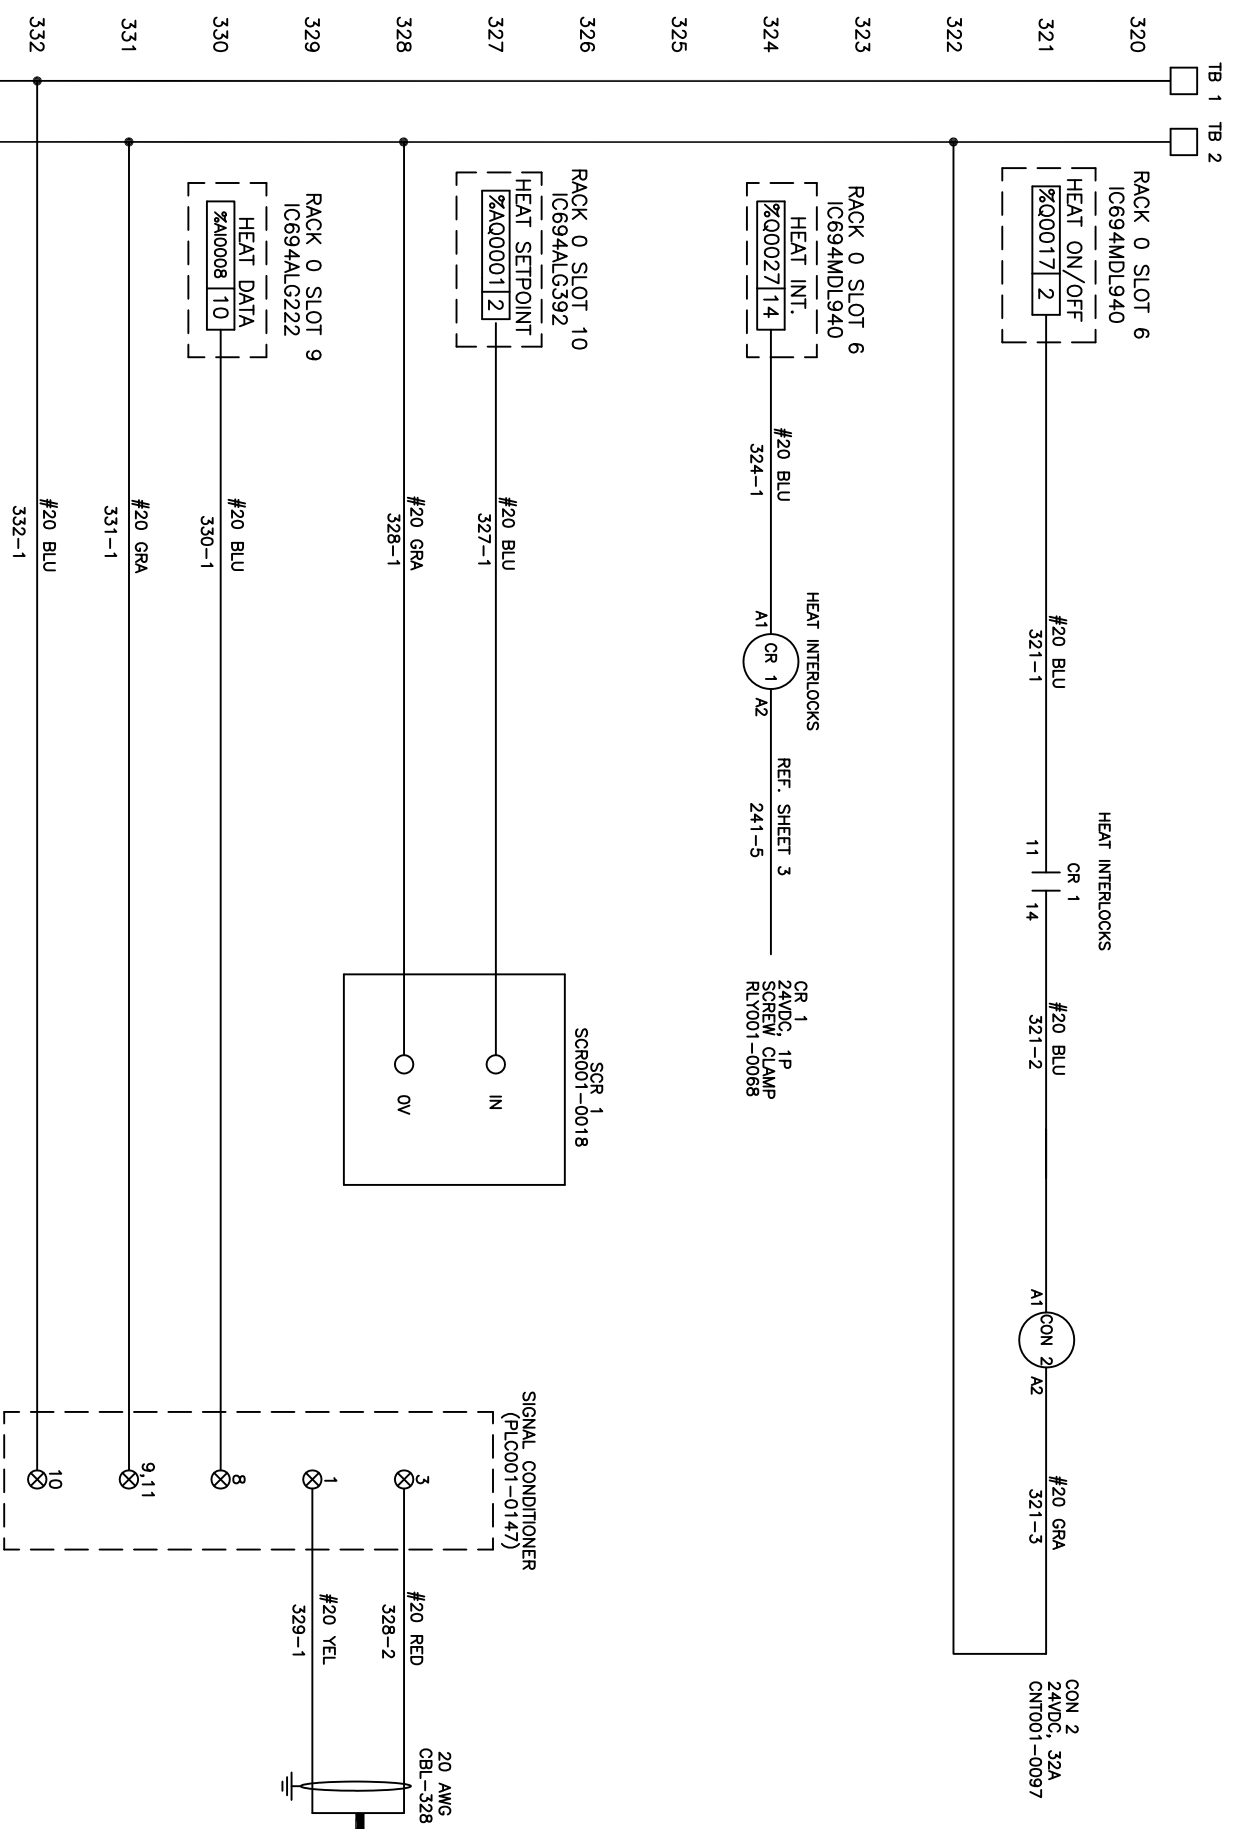 TB 1
TB 2
320
321
322
323
324
325
326
327
328
329
330
331
332
RACK 0 SLOT 6
IC694MDL940
HEAT ON/OFF
%Q0017 2
#20 BLU
321-1
HEAT INTERLOCKS
CR 1
11 14
#20 BLU
321-2
A1 CON 2 A2
#20 GRA
321-3
CON 2
24VDC, 32A
CNT001-0097
RACK 0 SLOT 6
IC694MDL940
HEAT INT.
%Q0027 14
#20 BLU
324-1
HEAT INTERLOCKS
A1 CR 1 A2
REF. SHEET 3
241-5
CR 1
24VDC, 1P
SCREW CLAMP
RLY001-0068
RACK 0 SLOT 10
IC694ALG392
HEAT SETPOINT
%AQ0001 2
#20 BLU
327-1
#20 GRA
328-1
SCR 1
SCR001-0018
IN
0V
SIGNAL CONDITIONER
(PLC001-0147)
3
1
8
9,11
10
#20 RED
328-2
#20 YEL
329-1
20 AWG
CBL-328
RACK 0 SLOT 9
IC694ALG222
HEAT DATA
%AI0008 10
#20 BLU
330-1
#20 GRA
331-1
#20 BLU
332-1